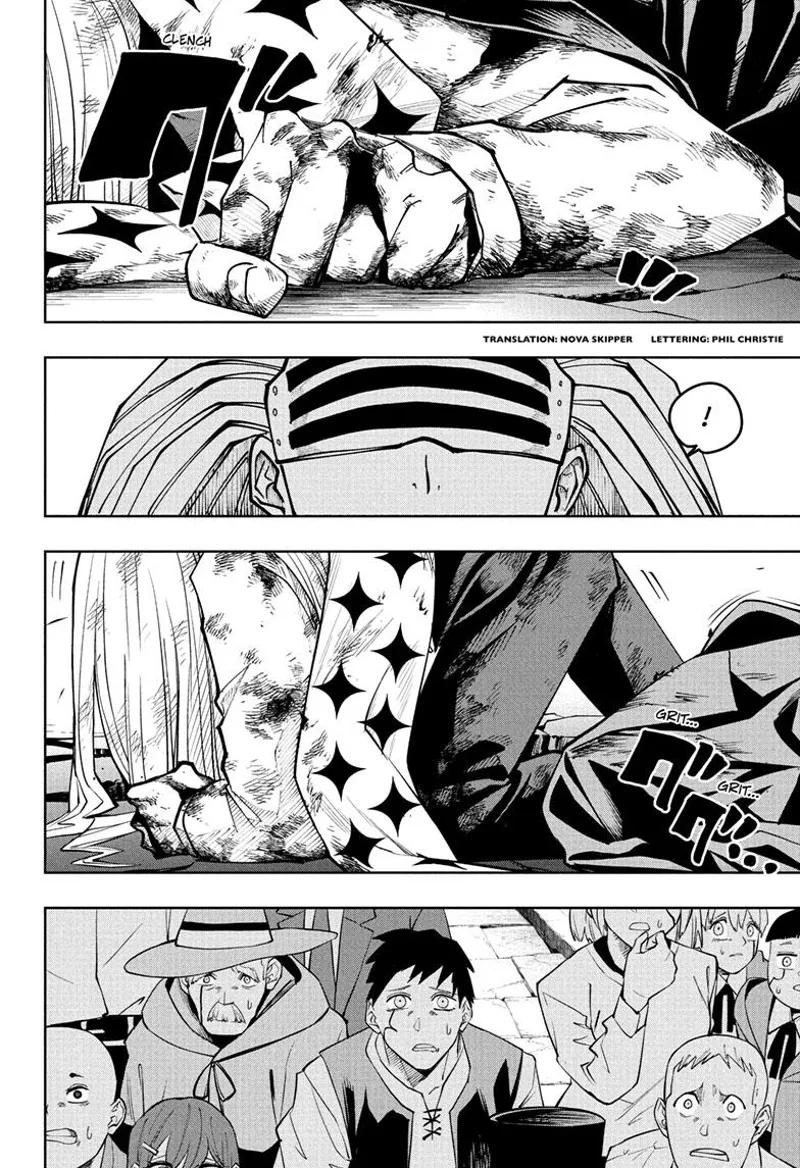 CLENCH
グッ
TRANSLATION: NOVA SKIPPER LETTERING: PHIL CHRISTIE
!
GRIT...
GRIT...
ググ...